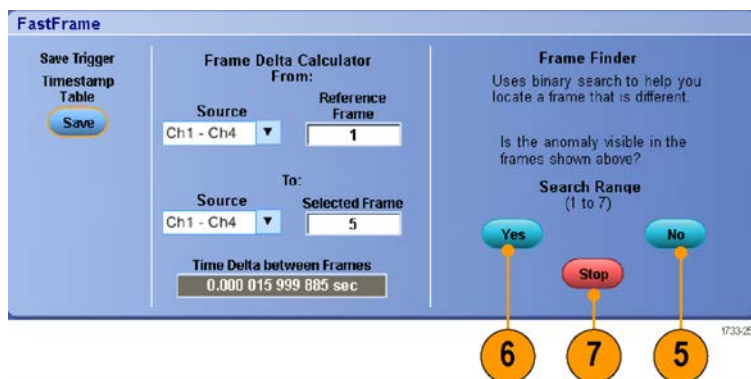 FastFrame
Save Trigger
Timestamp
Table
Save
Frame Delta Calculator
From:
Source
Reference
Frame
Ch1 - Ch4
1
To:
Source
Selected Frame
Ch1 - Ch4
5
Time Delta between Frames
0.000 015 999 885 sec
Frame Finder
Uses binary search to help you
locate a frame that is different.
Is the anomaly visible in the
frames shown above?
Search Range
(1 to 7)
Yes
No
Stop
6
7
5